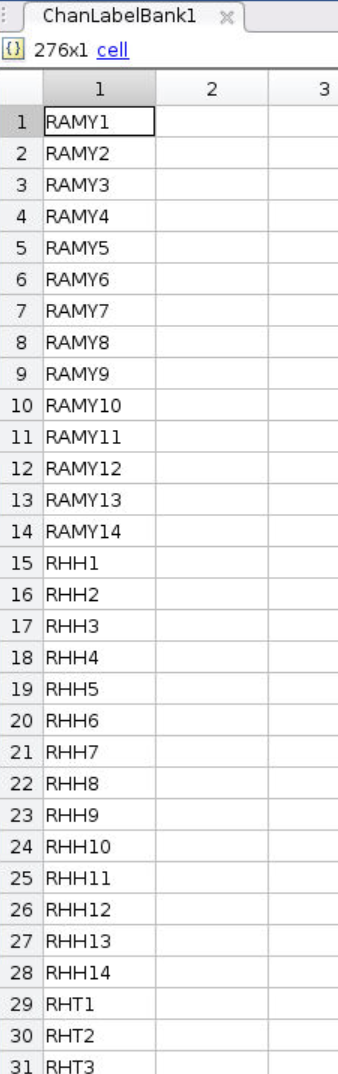 ChanLabelBank1
{} 276x1 cell
1 2 3
1 RAMY1
2 RAMY2
3 RAMY3
4 RAMY4
5 RAMY5
6 RAMY6
7 RAMY7
8 RAMY8
9 RAMY9
10 RAMY10
11 RAMY11
12 RAMY12
13 RAMY13
14 RAMY14
15 RHH1
16 RHH2
17 RHH3
18 RHH4
19 RHH5
20 RHH6
21 RHH7
22 RHH8
23 RHH9
24 RHH10
25 RHH11
26 RHH12
27 RHH13
28 RHH14
29 RHT1
30 RHT2
31 RHT3